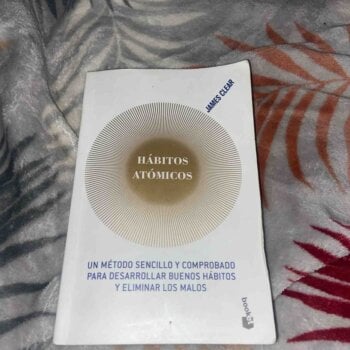 JAMES CLEAR
HÁBITOS
ATÓMICOS
UN MÉTODO SENCILLO Y COMPROBADO
PARA DESARROLLAR BUENOS HÁBITOS
Y ELIMINAR LOS MALOS
booket